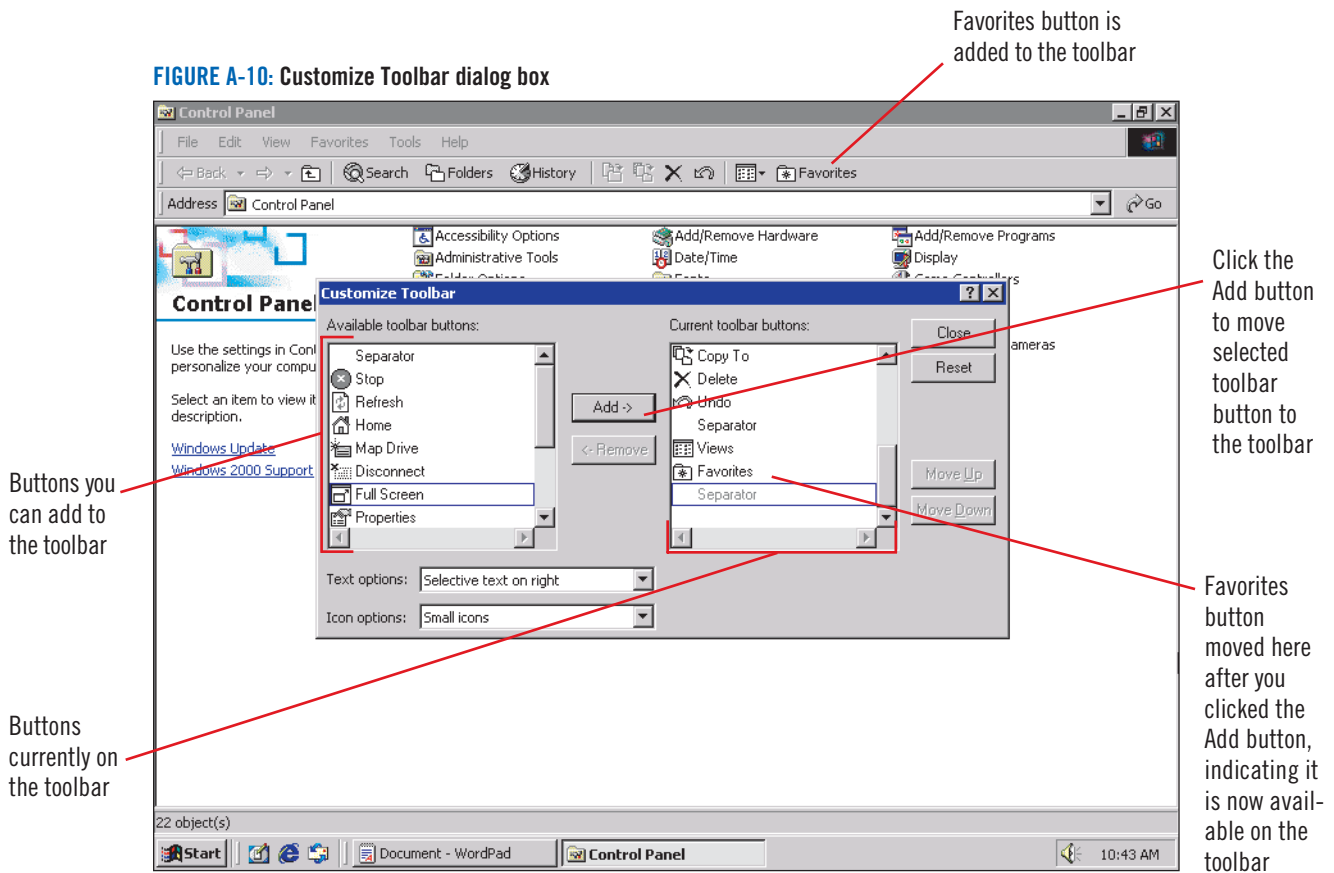 Favorites button is
added to the toolbar
FIGURE A-10: Customize Toolbar dialog box
Control Panel
File Edit View Favorites Tools Help
Back Search Folders History Favorites
Address Control Panel Go
Control Panel
Use the settings in Con
personalize your compu
Select an item to view it
description.
Windows Update
Windows 2000 Support
Accessibility Options Add/Remove Hardware Add/Remove Programs
Administrative Tools Date/Time Display
Folder Options Fonts Game Controllers
ameras
Customize Toolbar
Available toolbar buttons:
Separator
Stop
Refresh
Home
Map Drive
Disconnect
Full Screen
Properties
Add ->
<- Remove
Current toolbar buttons:
Copy To
Delete
Undo
Separator
Views
Favorites
Separator
Close
Reset
Move Up
Move Down
Text options: Selective text on right
Icon options: Small icons
Click the
Add button
to move
selected
toolbar
button to
the toolbar
Buttons you
can add to
the toolbar
Buttons
currently on
the toolbar
Favorites
button
moved here
after you
clicked the
Add button,
indicating it
is now avail-
able on the
toolbar
22 object(s)
Start Document - WordPad Control Panel 10:43 AM